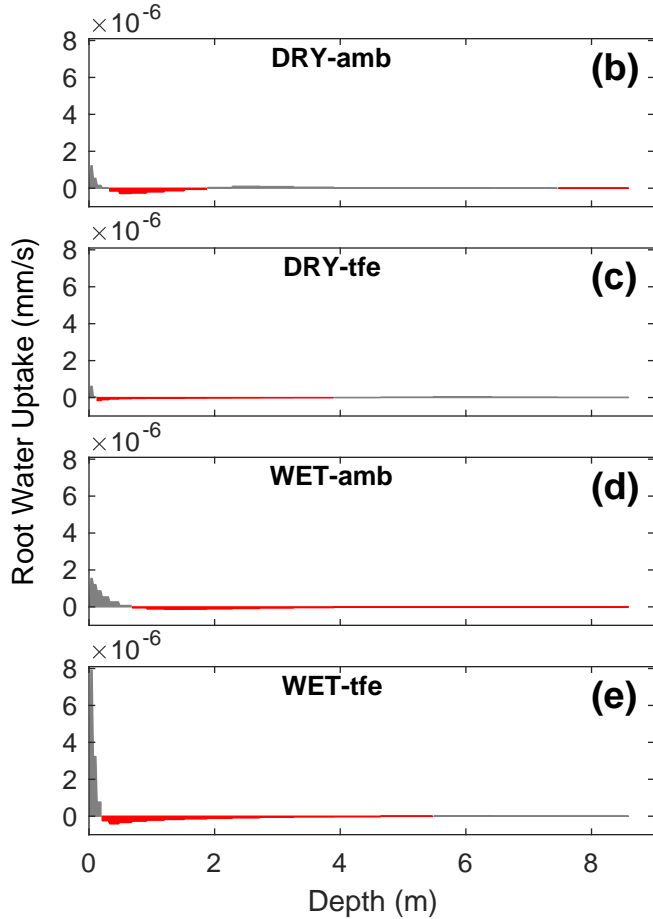 ×10⁻⁶
8
6
4
2
0
DRY-amb
(b)
×10⁻⁶
8
6
4
2
0
DRY-tfe
(c)
×10⁻⁶
8
6
4
2
0
WET-amb
(d)
×10⁻⁶
8
6
4
2
0
WET-tfe
(e)
0 2 4 6 8
Depth (m)
Root Water Uptake (mm/s)